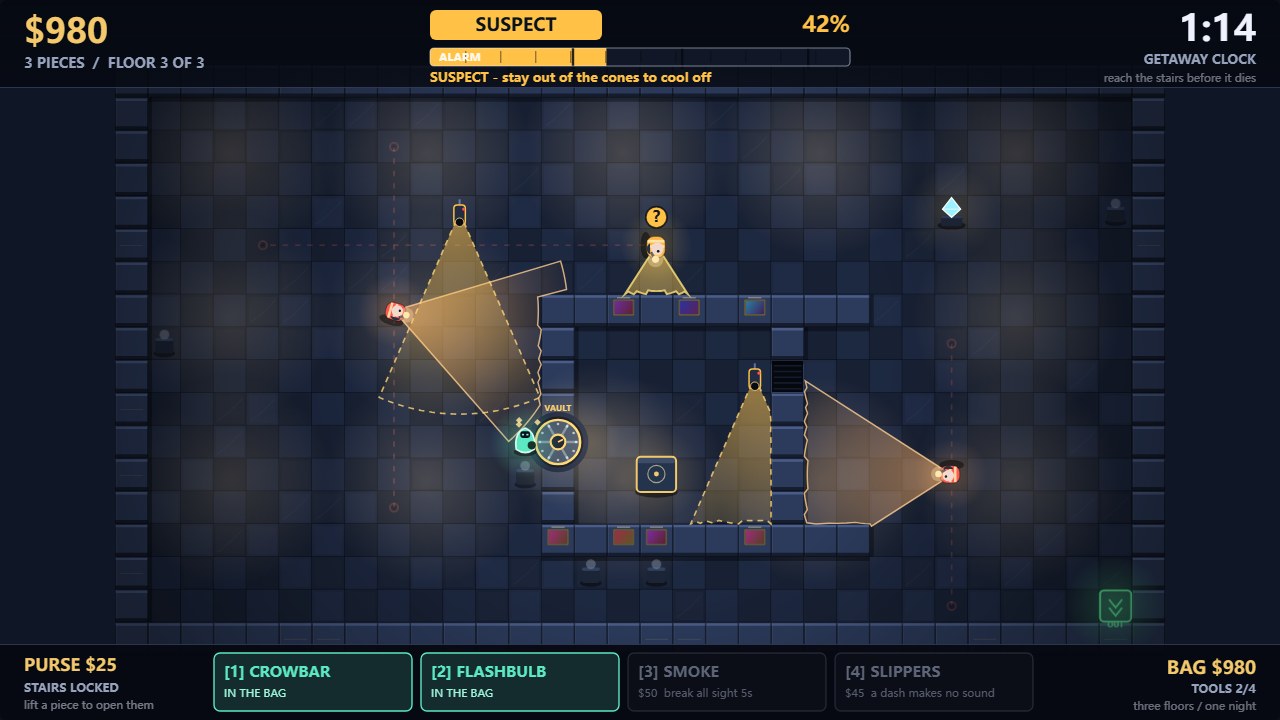 $980
3 PIECES / FLOOR 3 OF 3
SUSPECT
42%
ALARM
SUSPECT - stay out of the cones to cool off
1:14
GETAWAY CLOCK
reach the stairs before it dies
?
VAULT
OUT
PURSE $25
STAIRS LOCKED
lift a piece to open them
[1] CROWBAR
IN THE BAG
[2] FLASHBULB
IN THE BAG
[3] SMOKE
$50 break all sight 5s
[4] SLIPPERS
$45 a dash makes no sound
BAG $980
TOOLS 2/4
three floors / one night